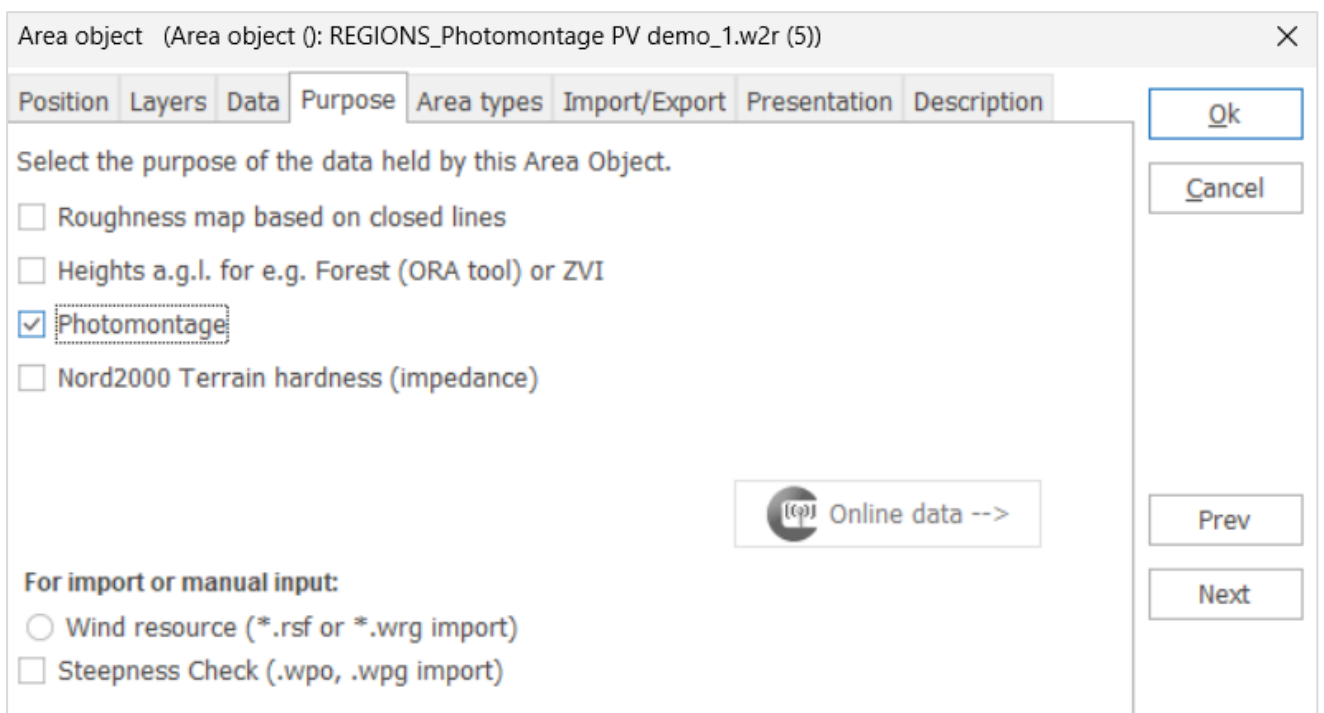 Area object (Area object (): REGIONS_Photomontage PV demo_1.w2r (5))
Position Layers Data Purpose Area types Import/Export Presentation Description
Ok
Select the purpose of the data held by this Area Object.
Cancel
Roughness map based on closed lines
Heights a.g.l. for e.g. Forest (ORA tool) or ZVI
Photomontage
Nord2000 Terrain hardness (impedance)
Online data -->
Prev
For import or manual input:
Next
Wind resource (*.rsf or *.wrg import)
Steepness Check (.wpo, .wpg import)